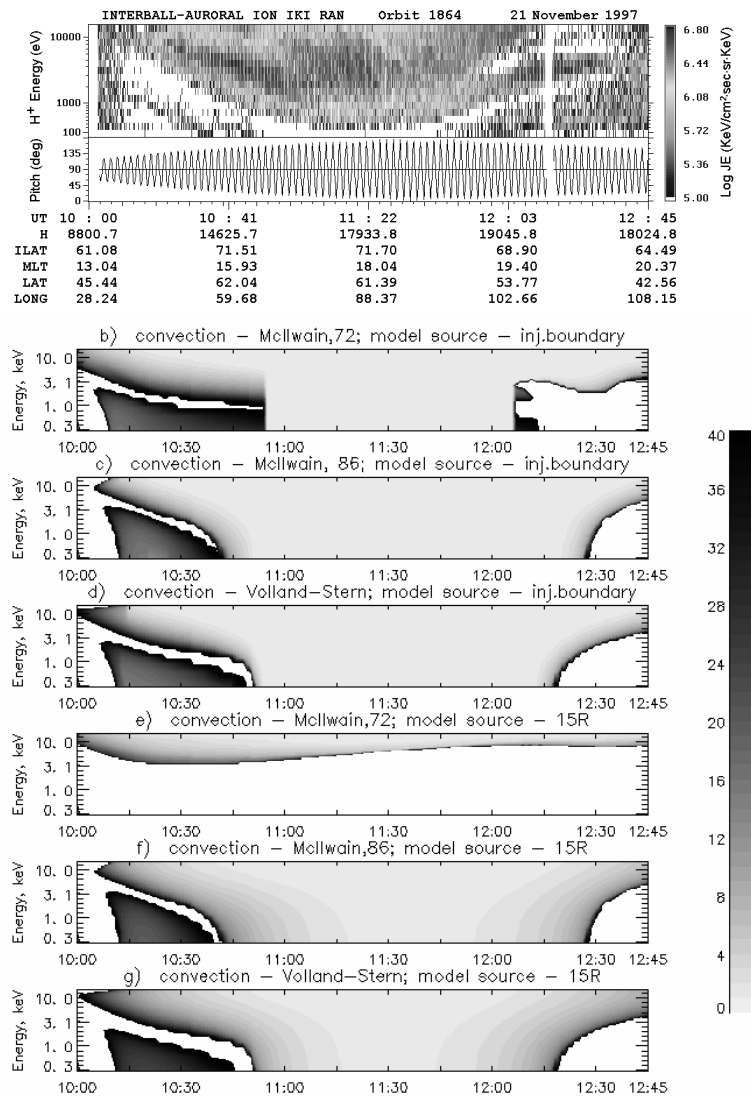 INTERBALL-AURORAL ION IKI RAN Orbit 1864 21 November 1997
H+ Energy (eV)
10000
1000
100
Pitch (deg)
135
90
45
0
6.80
6.44
6.08
5.72
5.36
5.00
Log JE (KeV/cm²·sec·sr·KeV)
UT 10 : 00 10 : 41 11 : 22 12 : 03 12 : 45
H 8800.7 14625.7 17933.8 19045.8 18024.8
ILAT 61.08 71.51 71.70 68.90 64.49
MLT 13.04 15.93 18.04 19.40 20.37
LAT 45.44 62.04 61.39 53.77 42.56
LONG 28.24 59.68 88.37 102.66 108.15
b) convection – McIlwain,72; model source – inj.boundary
Energy, keV
10. 0
3. 1
1. 0
0. 3
10:00 10:30 11:00 11:30 12:00 12:30 12:45
c) convection – McIlwain, 86; model source – inj.boundary
Energy, keV
10. 0
3. 1
1. 0
0. 3
10:00 10:30 11:00 11:30 12:00 12:30 12:45
d) convection – Volland–Stern; model source – inj.boundary
Energy, keV
10. 0
3. 1
1. 0
0. 3
10:00 10:30 11:00 11:30 12:00 12:30 12:45
e) convection – McIlwain,72; model source – 15R
Energy, keV
10. 0
3. 1
1. 0
0. 3
10:00 10:30 11:00 11:30 12:00 12:30 12:45
f) convection – McIlwain,86; model source – 15R
Energy, keV
10. 0
3. 1
1. 0
0. 3
10:00 10:30 11:00 11:30 12:00 12:30 12:45
g) convection – Volland–Stern; model source – 15R
Energy, keV
10. 0
3. 1
1. 0
0. 3
10:00 10:30 11:00 11:30 12:00 12:30 12:45
40
36
32
28
24
20
16
12
8
4
0